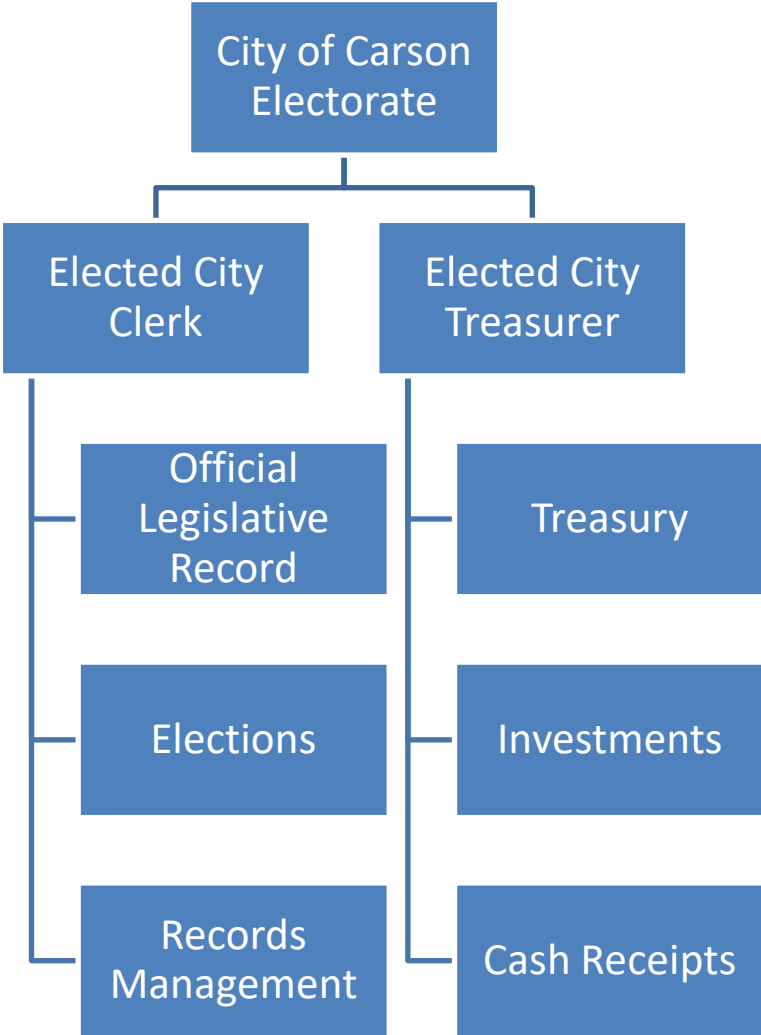 City of Carson
Electorate
Elected City
Clerk
Elected City
Treasurer
Official
Legislative
Record
Elections
Records
Management
Treasury
Investments
Cash Receipts